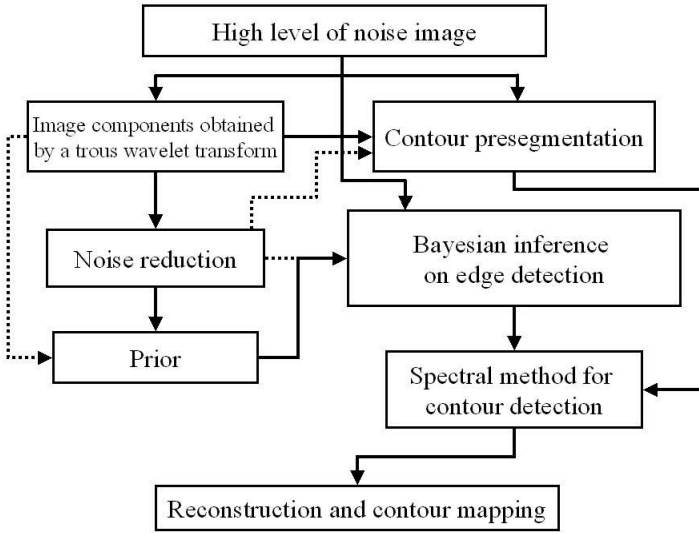 High level of noise image
Image components obtained
by a trous wavelet transform
Contour presegmentation
Noise reduction
Bayesian inference
on edge detection
Prior
Spectral method for
contour detection
Reconstruction and contour mapping